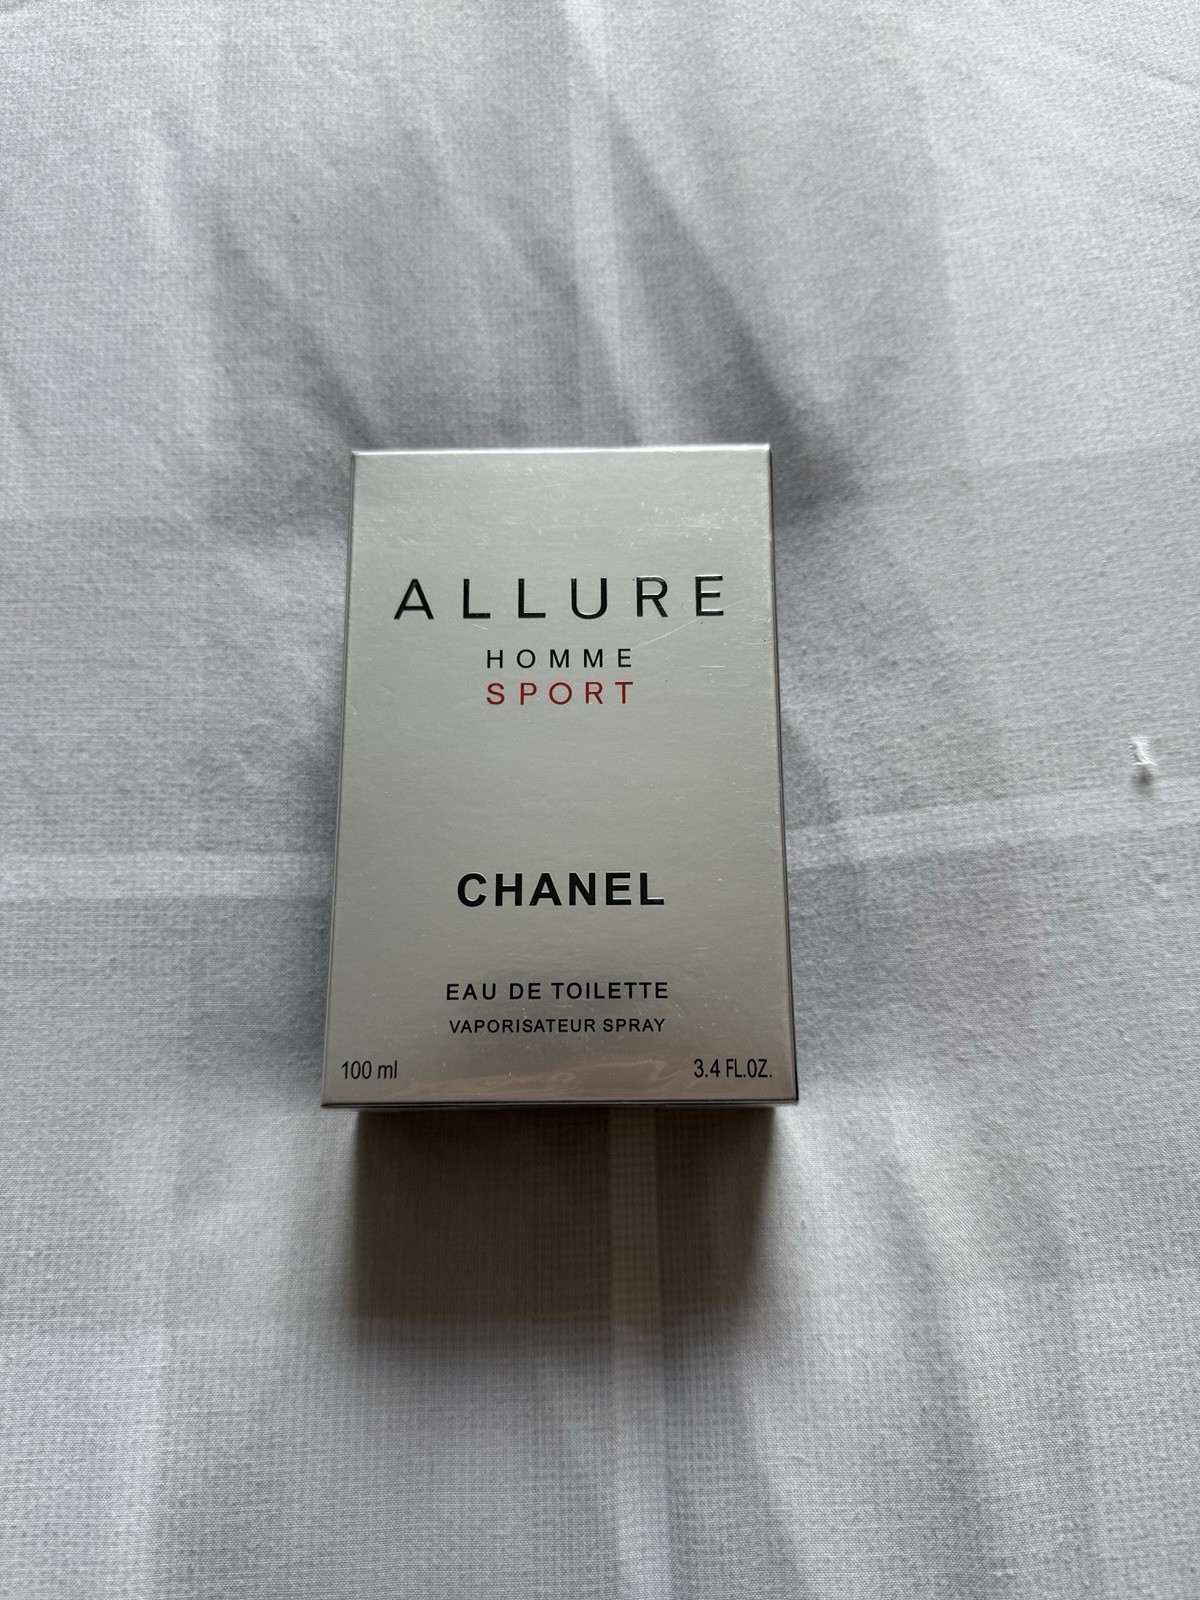 ALLURE
HOMME
SPORT
CHANEL
EAU DE TOILETTE
VAPORISATEUR SPRAY
100 ml 3.4 FL.OZ.